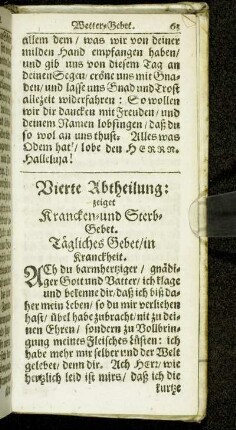 Wetter-Gebet. 61
allem dem / was wir von deiner
milden Hand empfangen haben /
und gib uns von diesem Tag an
deinen Segen / cröne uns mit Gna-
den / und lasse uns Gnad und Trost
allezeit widerfahren : So wollen
wir dir dancken mit Freuden / und
deinem Namen lobsingen / daß du
so wol an uns thust. Alles was
Odem hat / lobe den HERRN.
Halleluja!
Vierte Abtheilung:
zeiget
Krancken-und Sterb-
Gebet.
Tägliches Gebet / in
Kranckheit.
ACh du barmhertziger / gnädi-
ger Gott und Vatter / ich klage
und bekenne dir / daß ich biß da-
her mein Leben / so du mir verliehen
hast / übel habe zubracht / nit zu dei-
nen Ehren / sondern zu Vollbrin-
gung meines Fleisches Lüsten : ich
habe mehr mir selber und der Welt
gelebet / denn dir. Ach HErr / wie
hertzlich leid ist mirs / daß ich die
kurtze